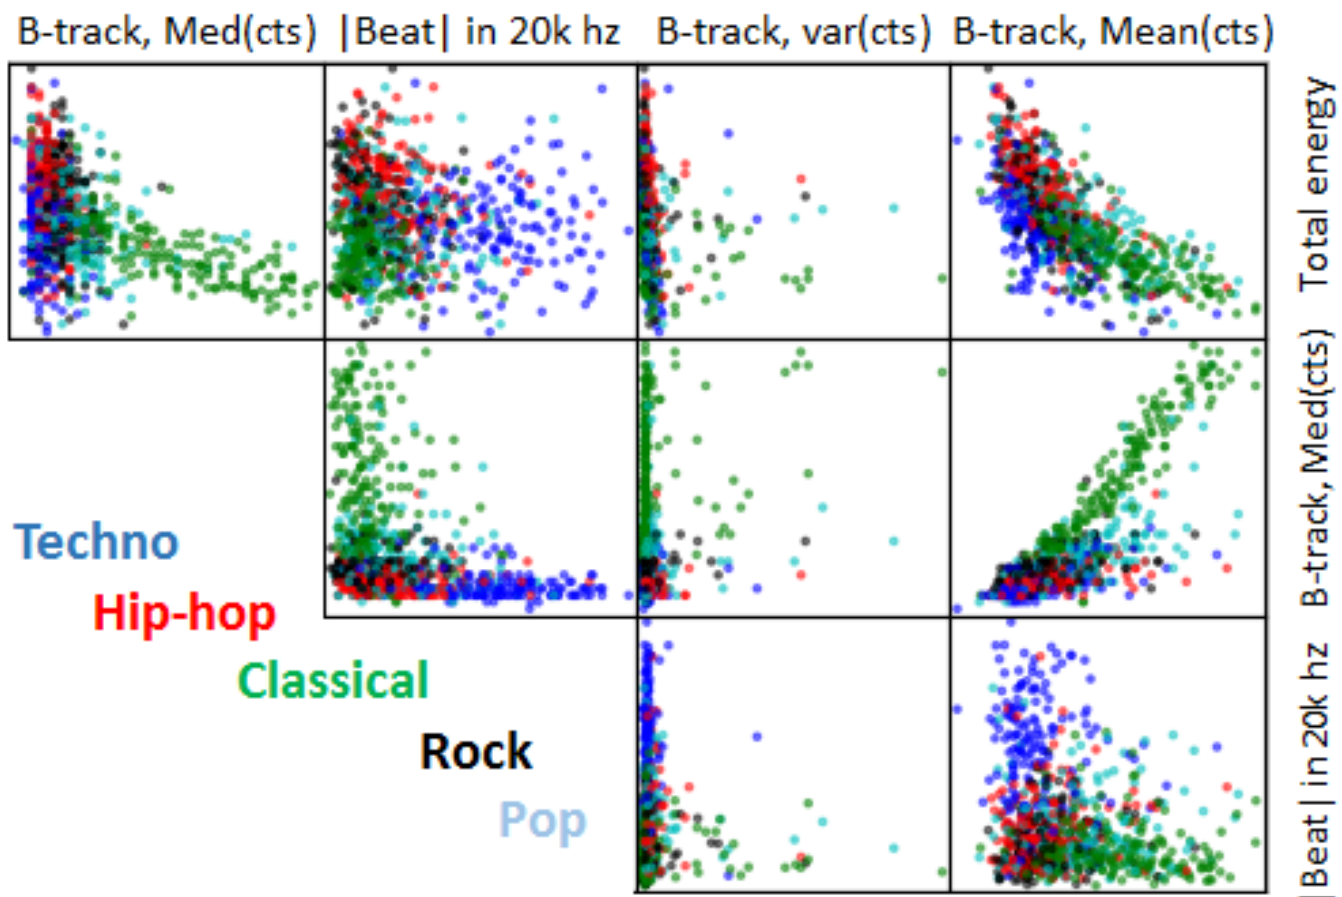 B-track, Med(cts) |Beat| in 20k hz B-track, var(cts) B-track, Mean(cts)
Total energy
B-track, Med(cts)
|Beat| in 20k hz
Techno
Hip-hop
Classical
Rock
Pop